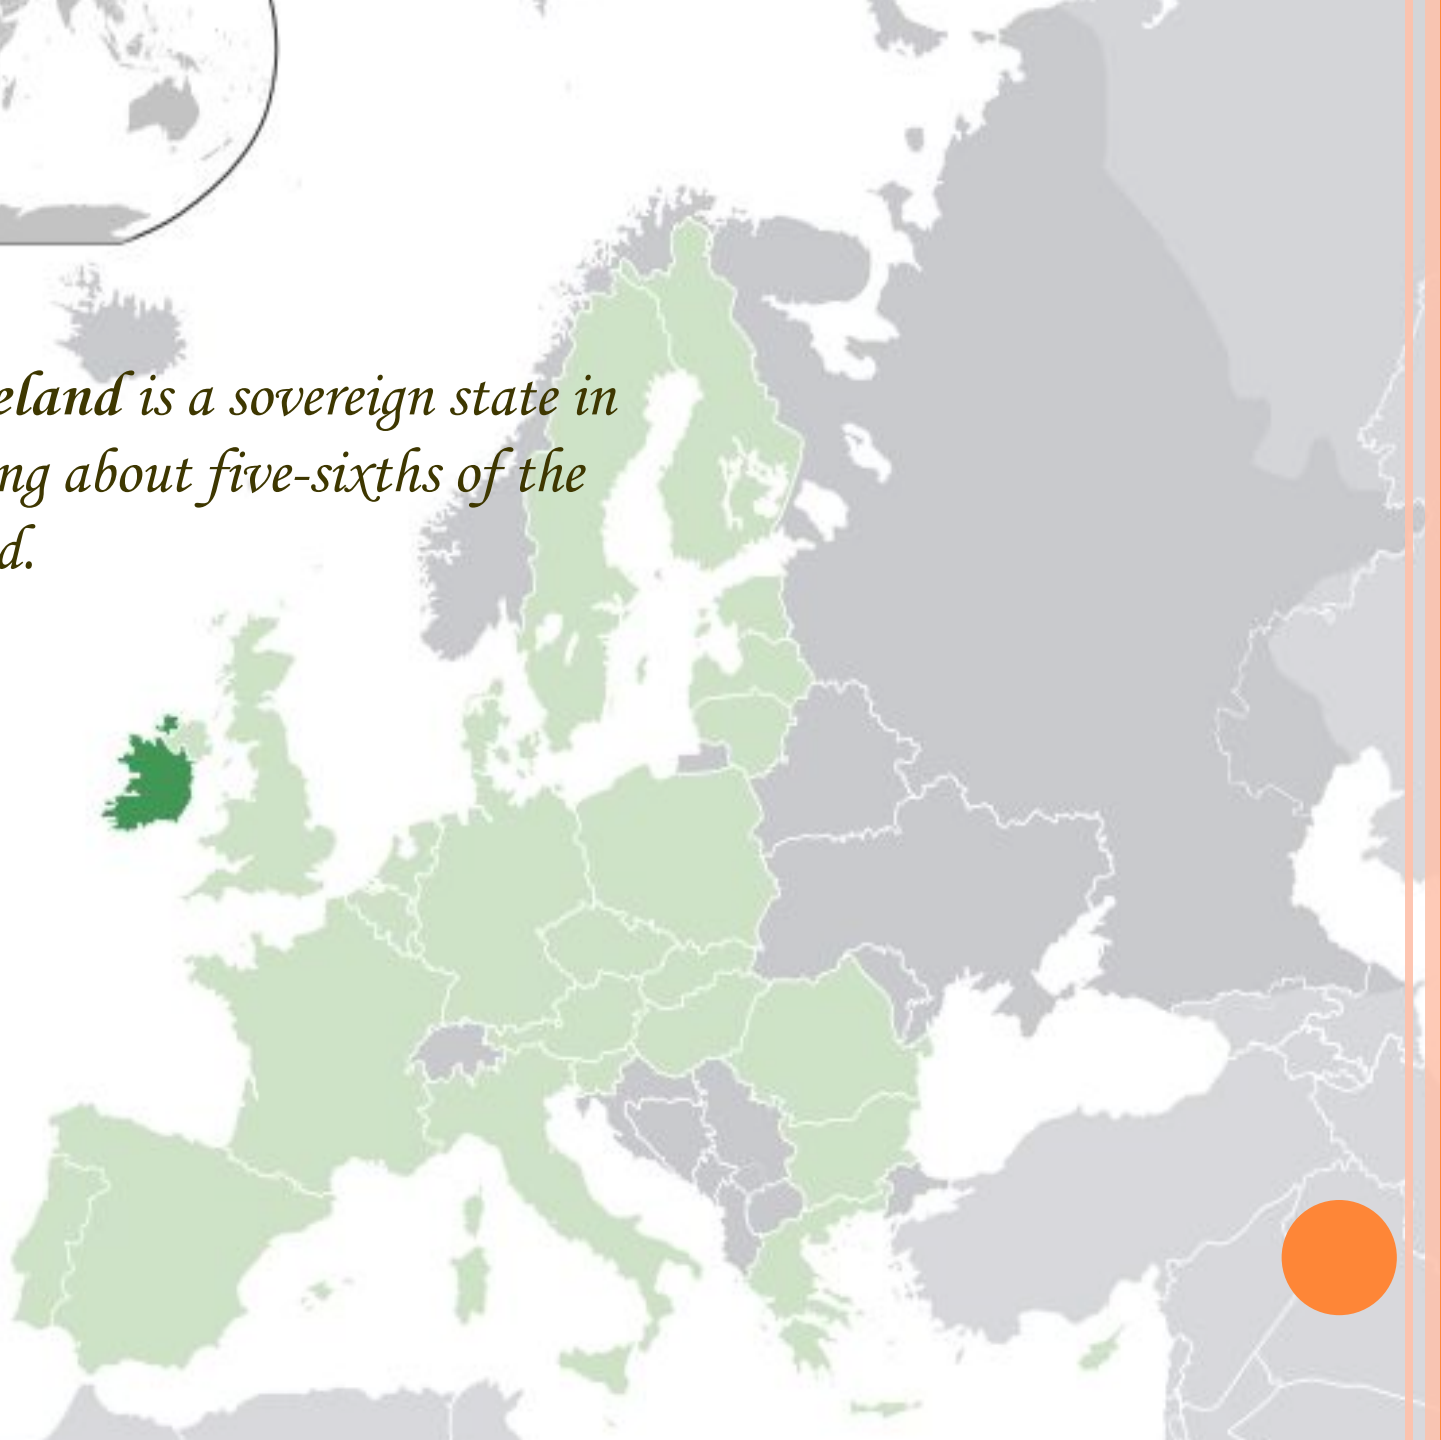 eland is a sovereign state in
ng about five-sixths of the
d.